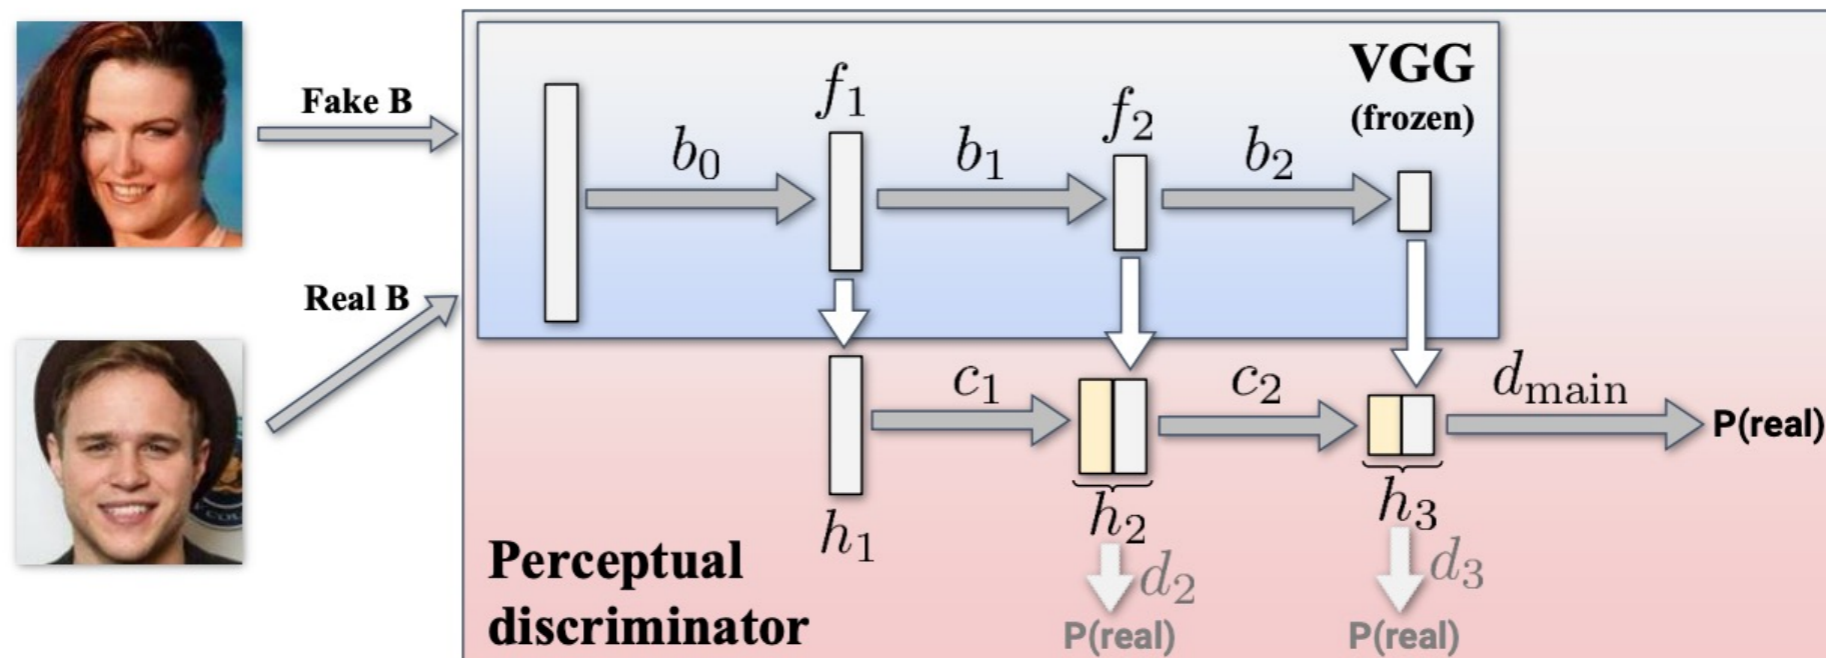 Fake B
Real B
VGG
(frozen)
f₁
f₂
b₀
b₁
b₂
c₁
c₂
d_main
P(real)
h₁
h₂
h₃
d₂
d₃
P(real)
P(real)
Perceptual
discriminator